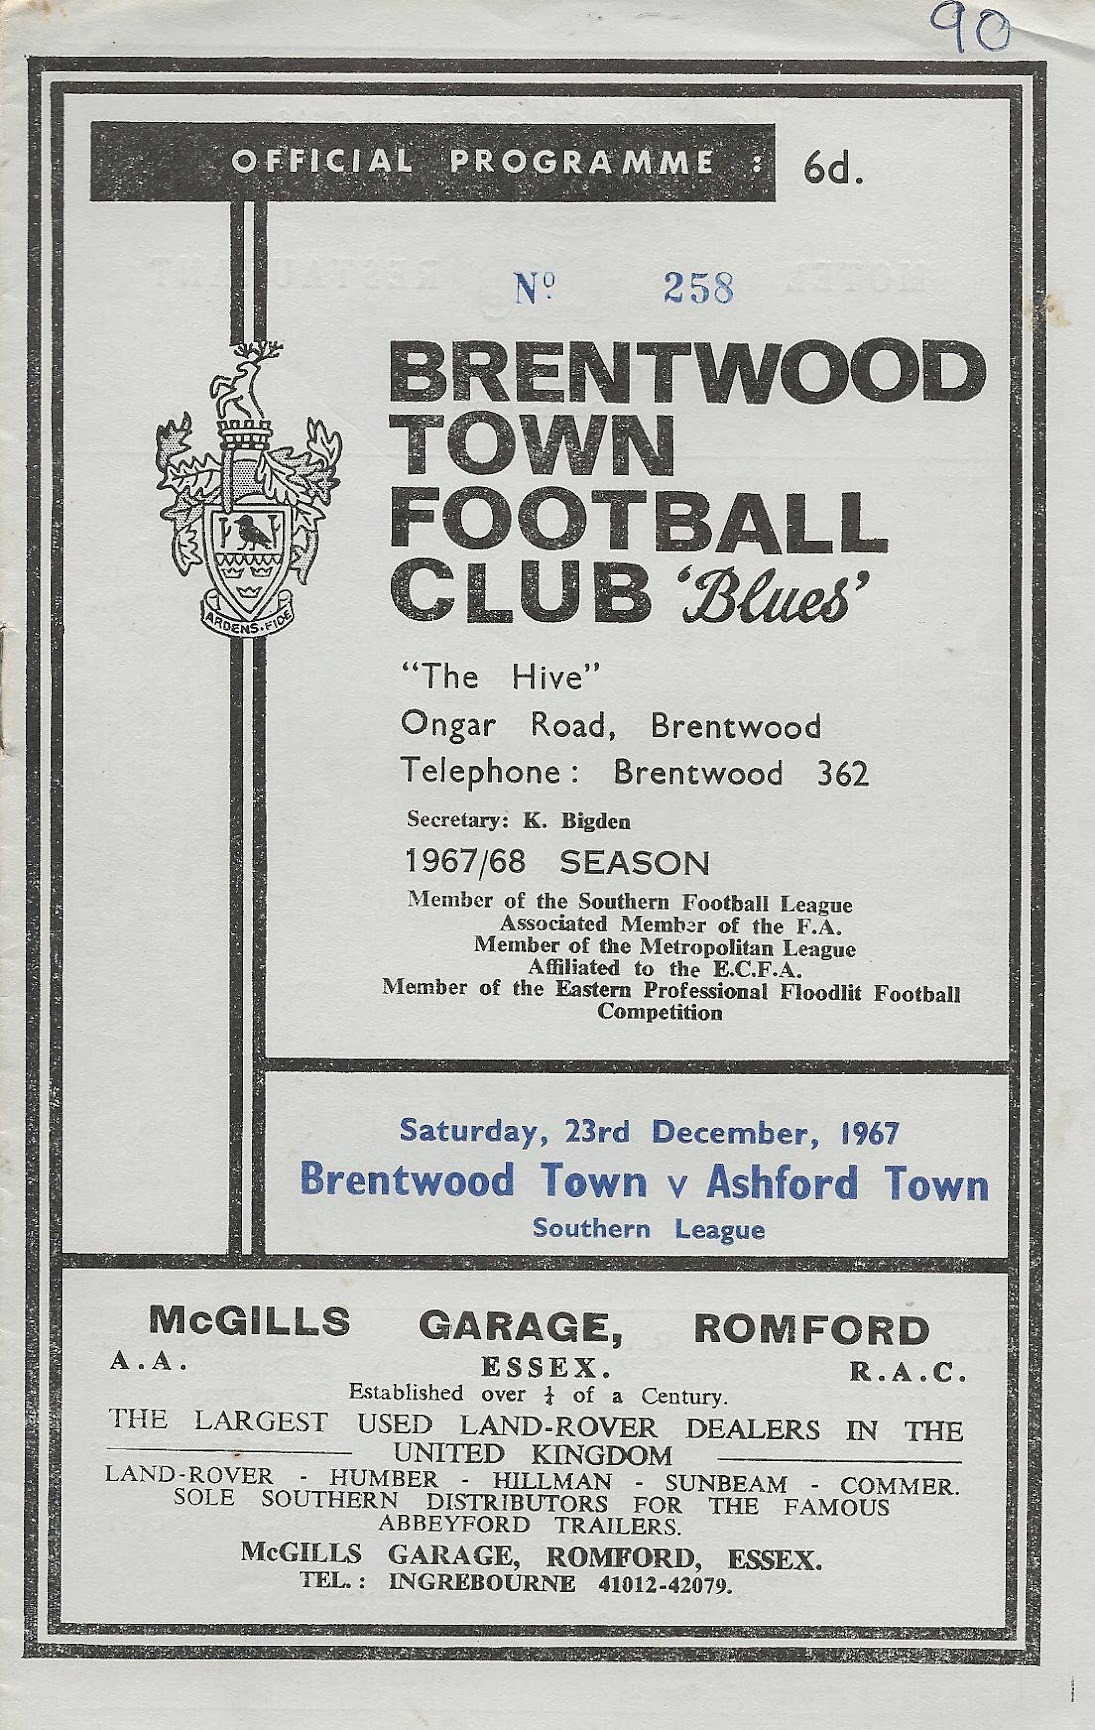 90
OFFICIAL PROGRAMME : 6d.
Nº 258
BRENTWOOD
TOWN
FOOTBALL
CLUB 'Blues'
ARDENS·FIDE
"The Hive"
Ongar Road, Brentwood
Telephone : Brentwood 362
Secretary: K. Bigden
1967/68 SEASON
Member of the Southern Football League
Associated Member of the F.A.
Member of the Metropolitan League
Affiliated to the E.C.F.A.
Member of the Eastern Professional Floodlit Football
Competition
Saturday, 23rd December, 1967
Brentwood Town v Ashford Town
Southern League
McGILLS GARAGE, ROMFORD
A.A. ESSEX. R.A.C.
Established over ¼ of a Century.
THE LARGEST USED LAND-ROVER DEALERS IN THE
UNITED KINGDOM
LAND-ROVER - HUMBER - HILLMAN - SUNBEAM - COMMER.
SOLE SOUTHERN DISTRIBUTORS FOR THE FAMOUS
ABBEYFORD TRAILERS.
McGILLS GARAGE, ROMFORD, ESSEX.
TEL. : INGREBOURNE 41012-42079.